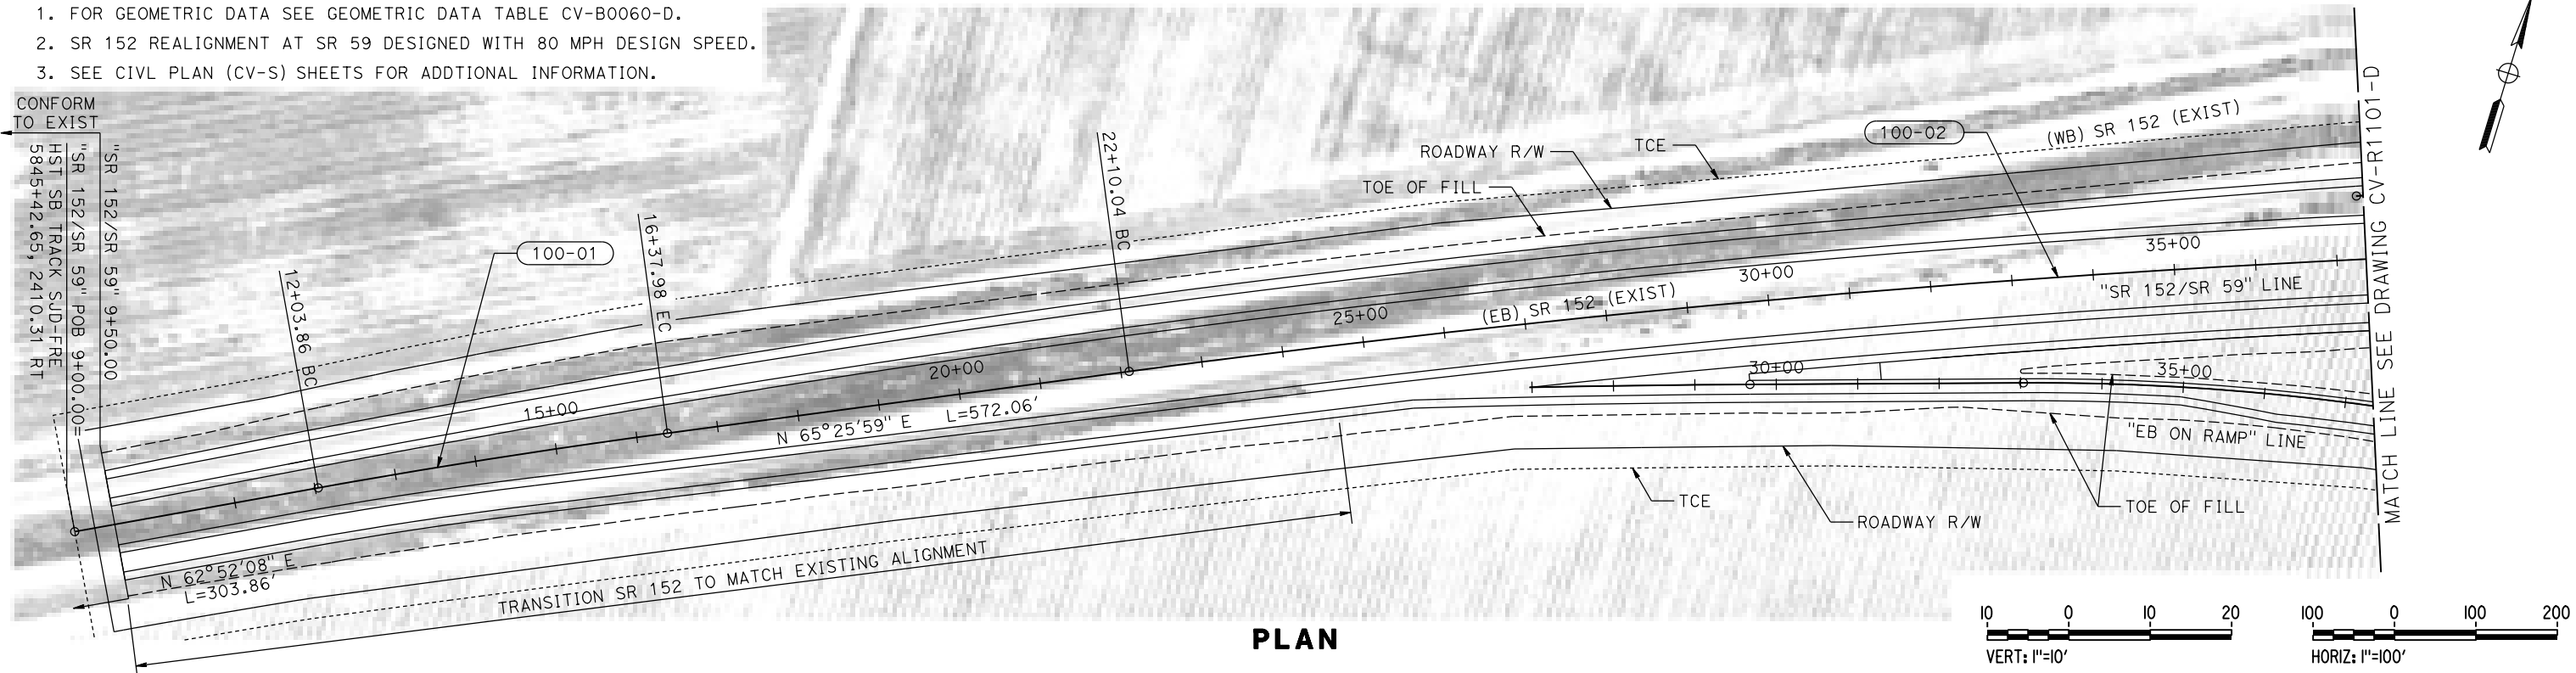 1. FOR GEOMETRIC DATA SEE GEOMETRIC DATA TABLE CV-B0060-D.
2. SR 152 REALIGNMENT AT SR 59 DESIGNED WITH 80 MPH DESIGN SPEED.
3. SEE CIVL PLAN (CV-S) SHEETS FOR ADDTIONAL INFORMATION.
CONFORM
TO EXIST
"SR 152/SR 59" 9+50.00
"SR 152/SR 59" POB 9+00.00=
HST SB TRACK SJD-FRE
5845+42.65, 2410.31 RT
12+03.86 BC
100-01
16+37.98 EC
22+10.04 BC
ROADWAY R/W
TCE
TOE OF FILL
100-02
(WB) SR 152 (EXIST)
15+00
20+00
25+00
(EB) SR 152 (EXIST)
30+00
35+00
"SR 152/SR 59" LINE
N 62°52'08" E
L=303.86'
N 65°25'59" E
L=572.06'
30+00
35+00
"EB ON RAMP" LINE
TRANSITION SR 152 TO MATCH EXISTING ALIGNMENT
TCE
ROADWAY R/W
TOE OF FILL
MATCH LINE SEE DRAWING CV-R1101-D
PLAN
10 0 10 20
VERT: 1"=10'
100 0 100 200
HORIZ: 1"=100'